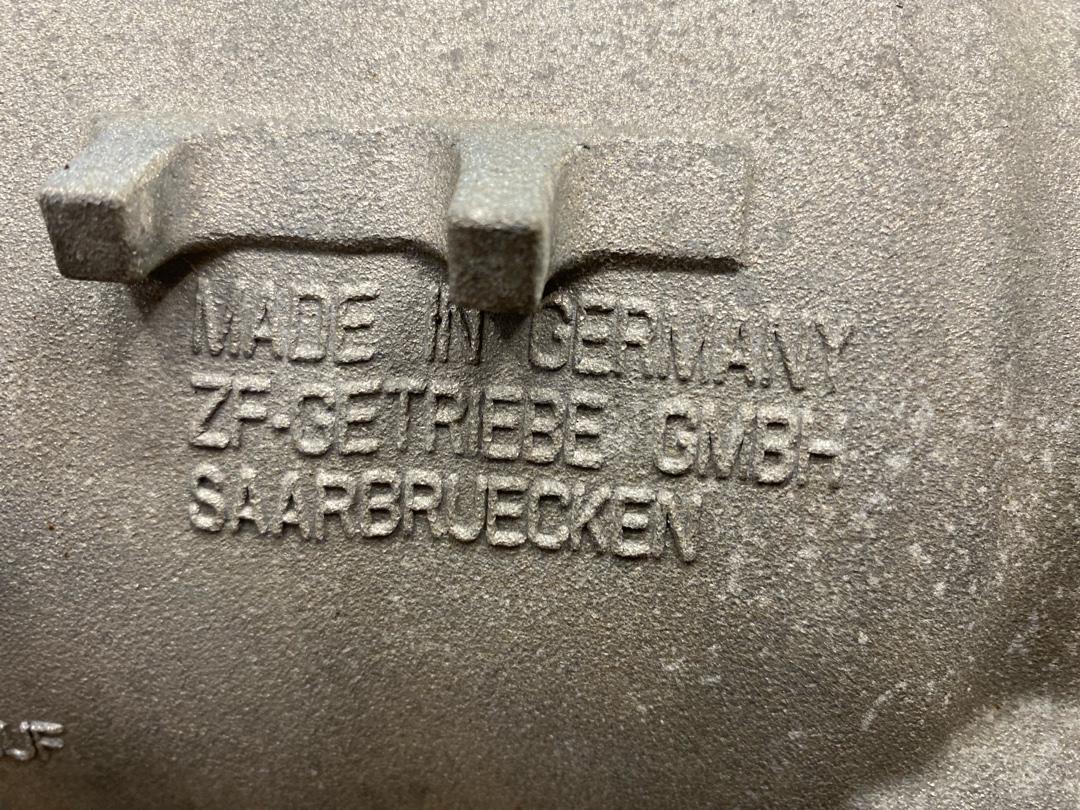 MADE IN GERMANY
ZF-GETRIEBE GMBH
SAARBRUECKEN